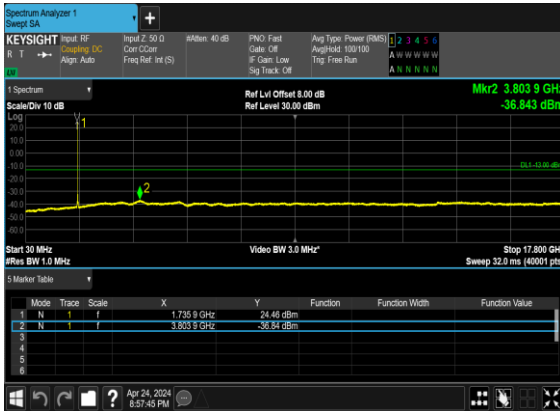 Spectrum Analyzer 1
Swept SA
KEYSIGHT
R T
Input: RF
Coupling: DC
Align: Auto
Input Z: 50 Ω
Corr CCorr
Freq Ref: Int (S)
#Atten: 40 dB
PNO: Fast
Gate: Off
IF Gain: Low
Sig Track: Off
Avg Type: Power (RMS)
Avg|Hold: 100/100
Trig: Free Run
1 2 3 4 5 6
A W W W W W
A N N N N N
1 Spectrum
Scale/Div 10 dB
Ref Lvl Offset 8.00 dB
Ref Level 30.00 dBm
Mkr2 3.803 9 GHz
-36.843 dBm
Log
20.0
10.0
0.00
-10.0
-20.0
-30.0
-40.0
-50.0
-60.0
1
2
DL1 -13.00 dBm
Start 30 MHz
#Res BW 1.0 MHz
Video BW 3.0 MHz*
Stop 17.800 GHz
Sweep 32.0 ms (40001 pts)
5 Marker Table
Mode Trace Scale X Y Function Function Width Function Value
1 N 1 f 1.735 9 GHz 24.46 dBm
2 N 1 f 3.803 9 GHz -36.84 dBm
3
4
5
6
Apr 24, 2024
8:57:45 PM